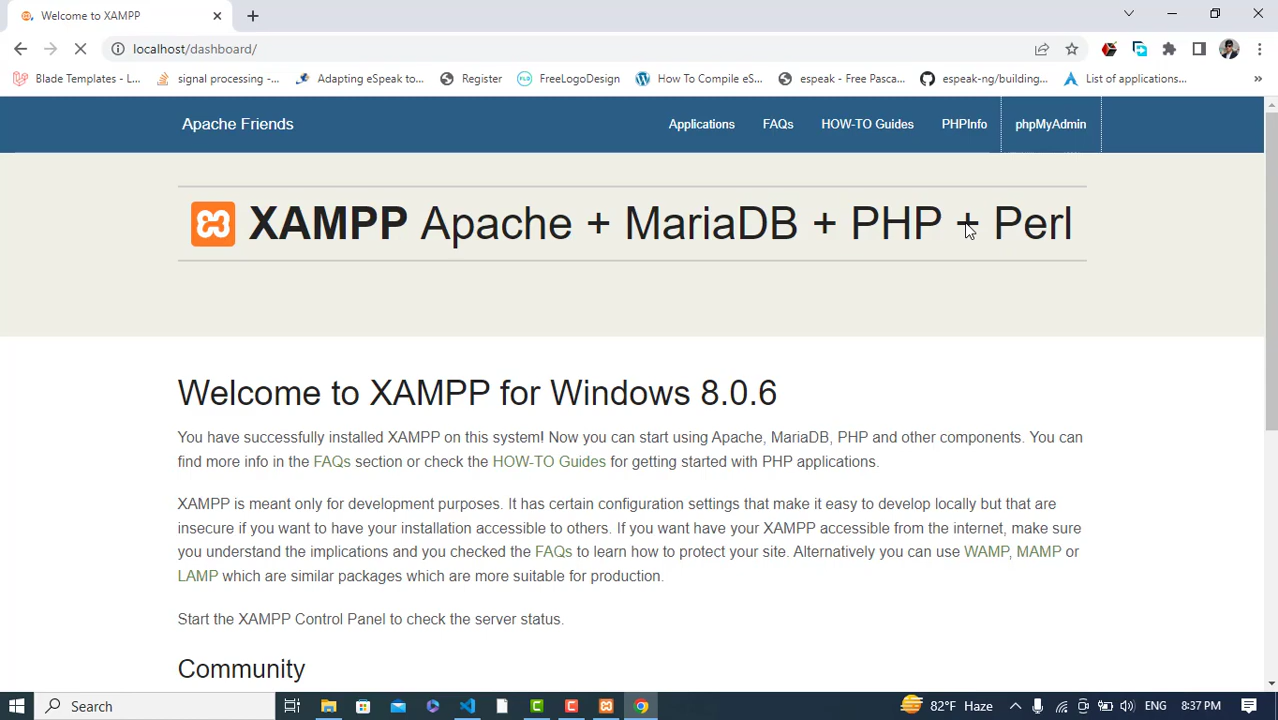 Welcome to XAMPP
localhost/dashboard/
Blade Templates - L...
signal processing -...
Adapting eSpeak to...
Register
FreeLogoDesign
How To Compile eS...
espeak - Free Pasca...
espeak-ng/building...
List of applications...
»
Apache Friends
Applications
FAQs
HOW-TO Guides
PHPInfo
phpMyAdmin
XAMPP Apache + MariaDB + PHP + Perl
Welcome to XAMPP for Windows 8.0.6
You have successfully installed XAMPP on this system! Now you can start using Apache, MariaDB, PHP and other components. You can
find more info in the FAQs section or check the HOW-TO Guides for getting started with PHP applications.
XAMPP is meant only for development purposes. It has certain configuration settings that make it easy to develop locally but that are
insecure if you want to have your installation accessible to others. If you want have your XAMPP accessible from the internet, make sure
you understand the implications and you checked the FAQs to learn how to protect your site. Alternatively you can use WAMP, MAMP or
LAMP which are similar packages which are more suitable for production.
Start the XAMPP Control Panel to check the server status.
Community
Search
82°F Haze
ENG
8:37 PM